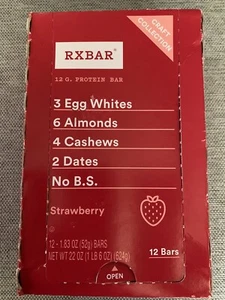 CRAFT
COLLECTION
RXBAR®
12 G. PROTEIN BAR
3 Egg Whites
6 Almonds
4 Cashews
2 Dates
No B.S.
Strawberry
12 - 1.83 OZ (52g) BARS
NET WT 22 OZ (1 LB 6 OZ) (624g)
12 Bars
OPEN